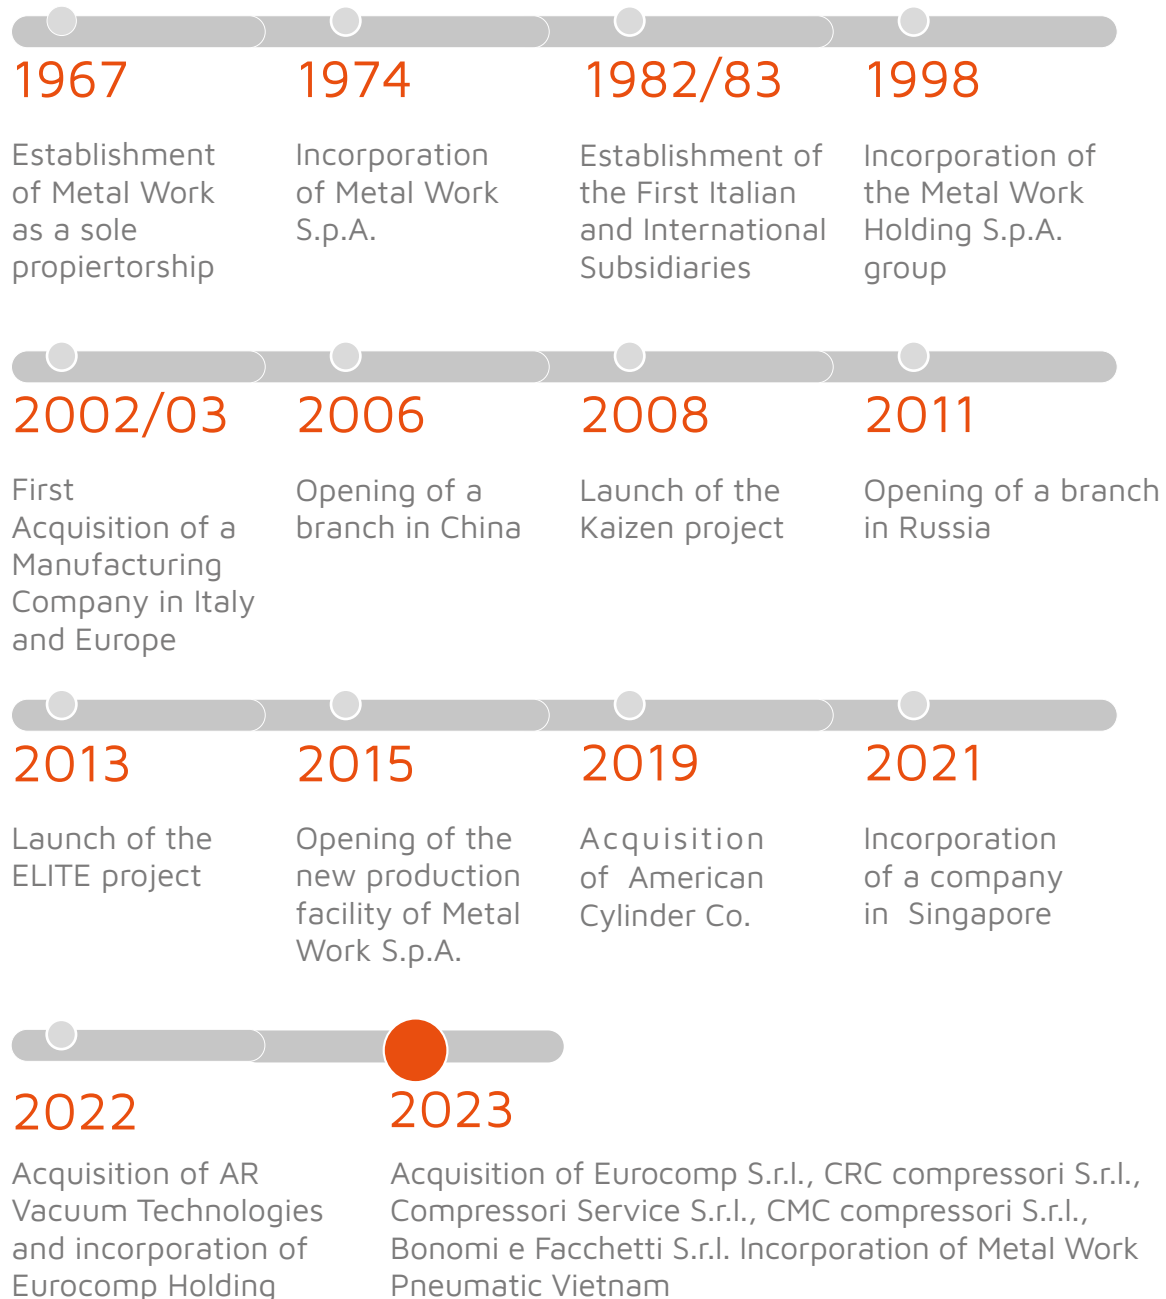 1967
Establishment
of Metal Work
as a sole
propiertorship
1974
Incorporation
of Metal Work
S.p.A.
1982/83
Establishment of
the First Italian
and International
Subsidiaries
1998
Incorporation of
the Metal Work
Holding S.p.A.
group
2002/03
First
Acquisition of a
Manufacturing
Company in Italy
and Europe
2006
Opening of a
branch in China
2008
Launch of the
Kaizen project
2011
Opening of a branch
in Russia
2013
Launch of the
ELITE project
2015
Opening of the
new production
facility of Metal
Work S.p.A.
2019
Acquisition
of American
Cylinder Co.
2021
Incorporation
of a company
in Singapore
2022
Acquisition of AR
Vacuum Technologies
and incorporation of
Eurocomp Holding
2023
Acquisition of Eurocomp S.r.l., CRC compressori S.r.l.,
Compressori Service S.r.l., CMC compressori S.r.l.,
Bonomi e Facchetti S.r.l. Incorporation of Metal Work
Pneumatic Vietnam